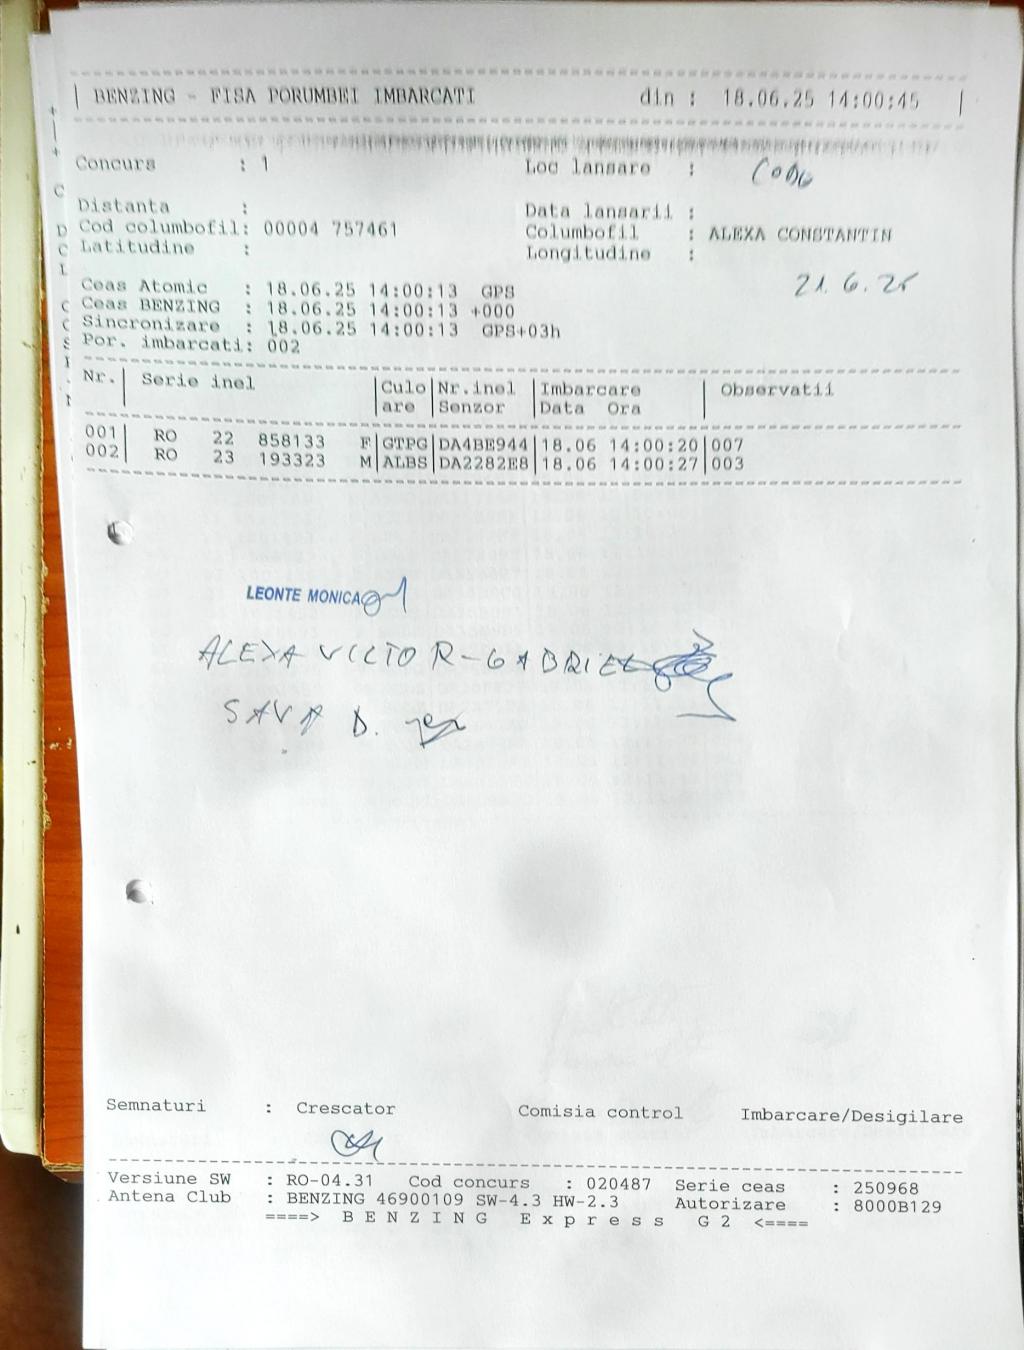 | BENZING - FISA PORUMBEI IMBARCATI din : 18.06.25 14:00:45 |
Concurs : 1 Loc lansare :
Distanta : Data lansarii :
Cod columbofil: 00004 757461 Columbofil : ALEXA CONSTANTIN
Latitudine : Longitudine :
21.6.25
Ceas Atomic : 18.06.25 14:00:13 GPS
Ceas BENZING : 18.06.25 14:00:13 +000
Sincronizare : 18.06.25 14:00:13 GPS+03h
Por. imbarcati: 002
Nr.| Serie inel |Culo|Nr.inel |Imbarcare | Observatii
|are |Senzor |Data Ora |
001| RO 22 858133 F|GTPG|DA4BE944|18.06 14:00:20|007
002| RO 23 193323 M|ALBS|DA2282E8|18.06 14:00:27|003
LEONTE MONICA
ALEXA VICTOR-GABRIEL
SAVA D.
Semnaturi : Crescator Comisia control Imbarcare/Desigilare
Versiune SW : RO-04.31 Cod concurs : 020487 Serie ceas : 250968
Antena Club : BENZING 46900109 SW-4.3 HW-2.3 Autorizare : 8000B129
====> B E N Z I N G E x p r e s s G 2 <====